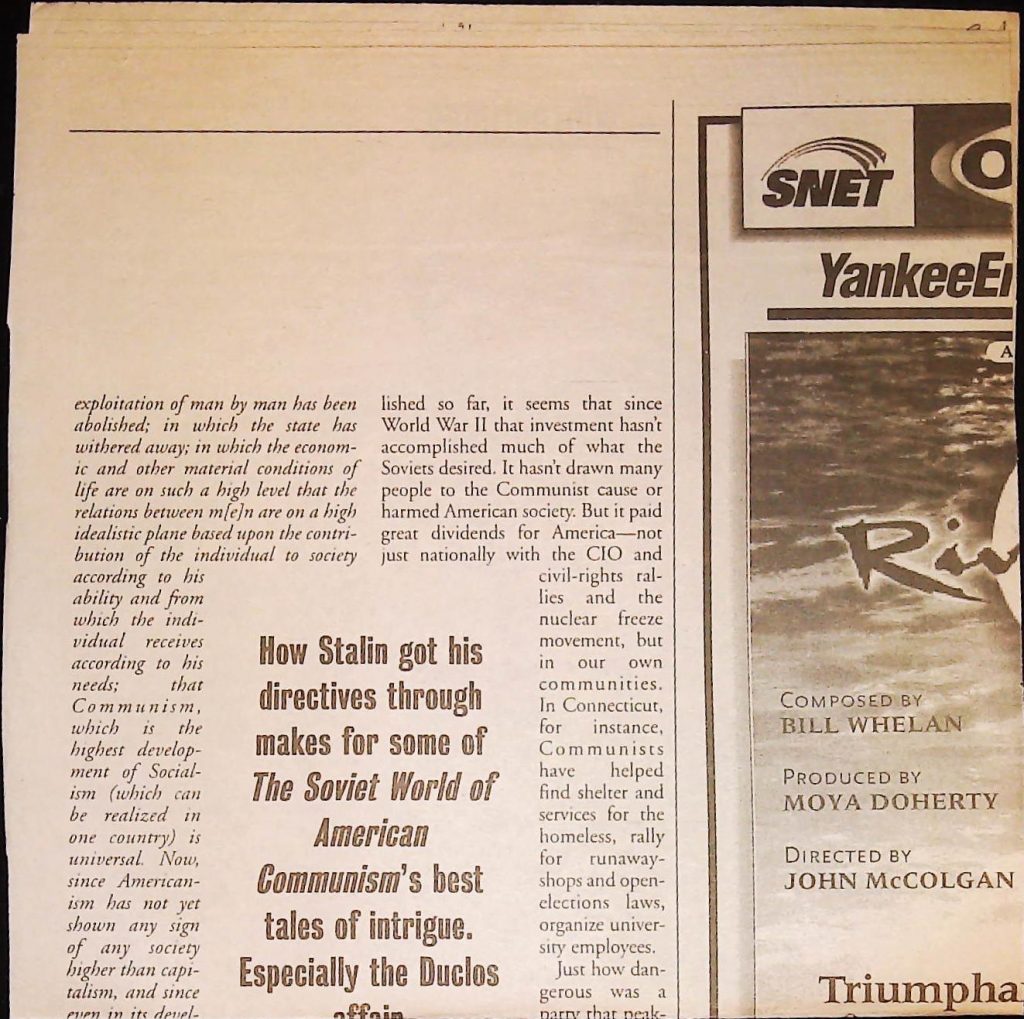 exploitation of man by man has been
abolished; in which the state has
withered away; in which the econom-
ic and other material conditions of
life are on such a high level that the
relations between m[e]n are on a high
idealistic plane based upon the contri-
bution of the individual to society
according to his
ability and from
which the indi-
vidual receives
according to his
needs; that
Communism,
which is the
highest develop-
ment of Social-
ism (which can
be realized in
one country) is
universal. Now,
since American-
ism has not yet
shown any sign
of any society
higher than capi-
talism, and since
even in its devel-
How Stalin got his
directives through
makes for some of
The Soviet World of
American
Communism's best
tales of intrigue.
Especially the Duclos
affair.
lished so far, it seems that since
World War II that investment hasn't
accomplished much of what the
Soviets desired. It hasn't drawn many
people to the Communist cause or
harmed American society. But it paid
great dividends for America—not
just nationally with the CIO and
civil-rights ral-
lies and the
nuclear freeze
movement, but
in our own
communities.
In Connecticut,
for instance,
Communists
have helped
find shelter and
services for the
homeless, rally
for runaway-
shops and open-
elections laws,
organize univer-
sity employees.
Just how dan-
gerous was a
party that peak-
SNET
O
YankeeEn
A
Riv
COMPOSED BY
BILL WHELAN
PRODUCED BY
MOYA DOHERTY
DIRECTED BY
JOHN McCOLGAN
Triumphan